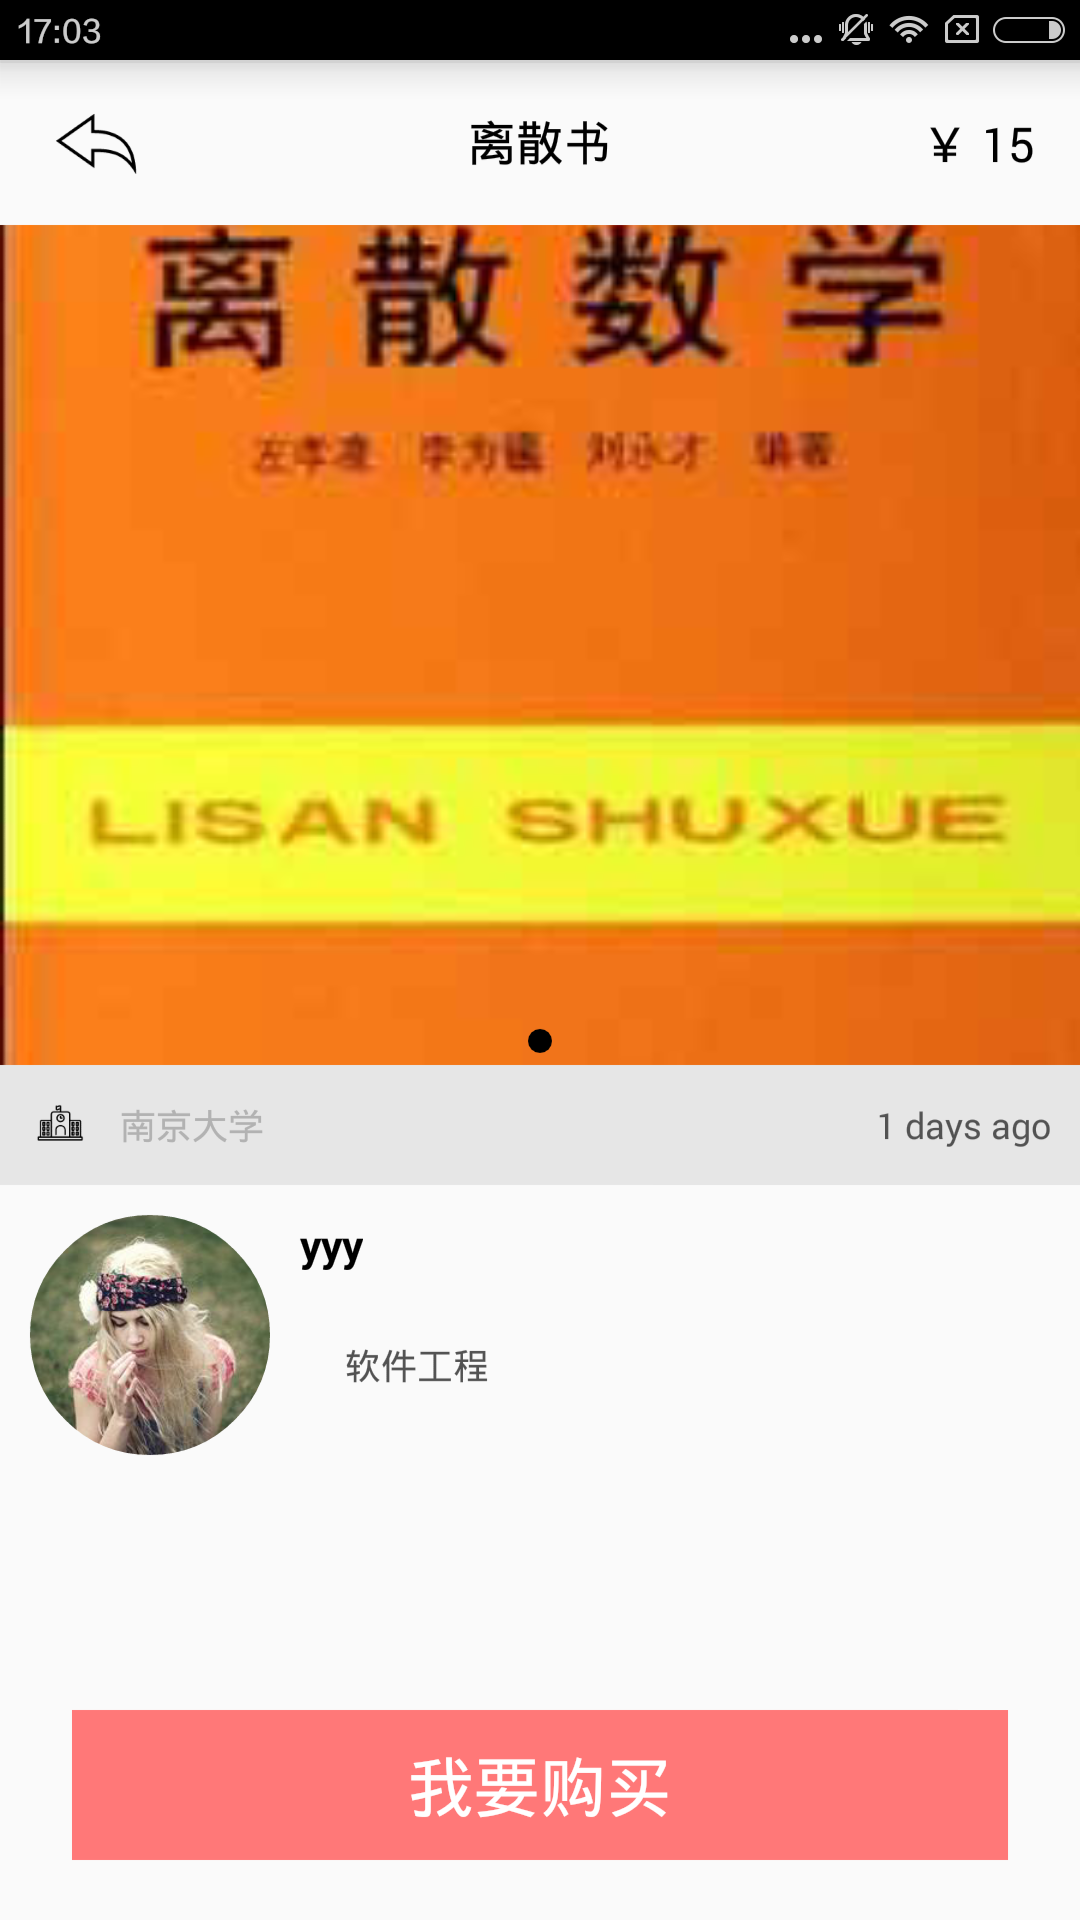 17:03
离散书
¥ 15
离散数学
左孝凌 李为鑑 刘永才 编著
LISAN SHUXUE
南京大学
1 days ago
yyy
软件工程
我要购买